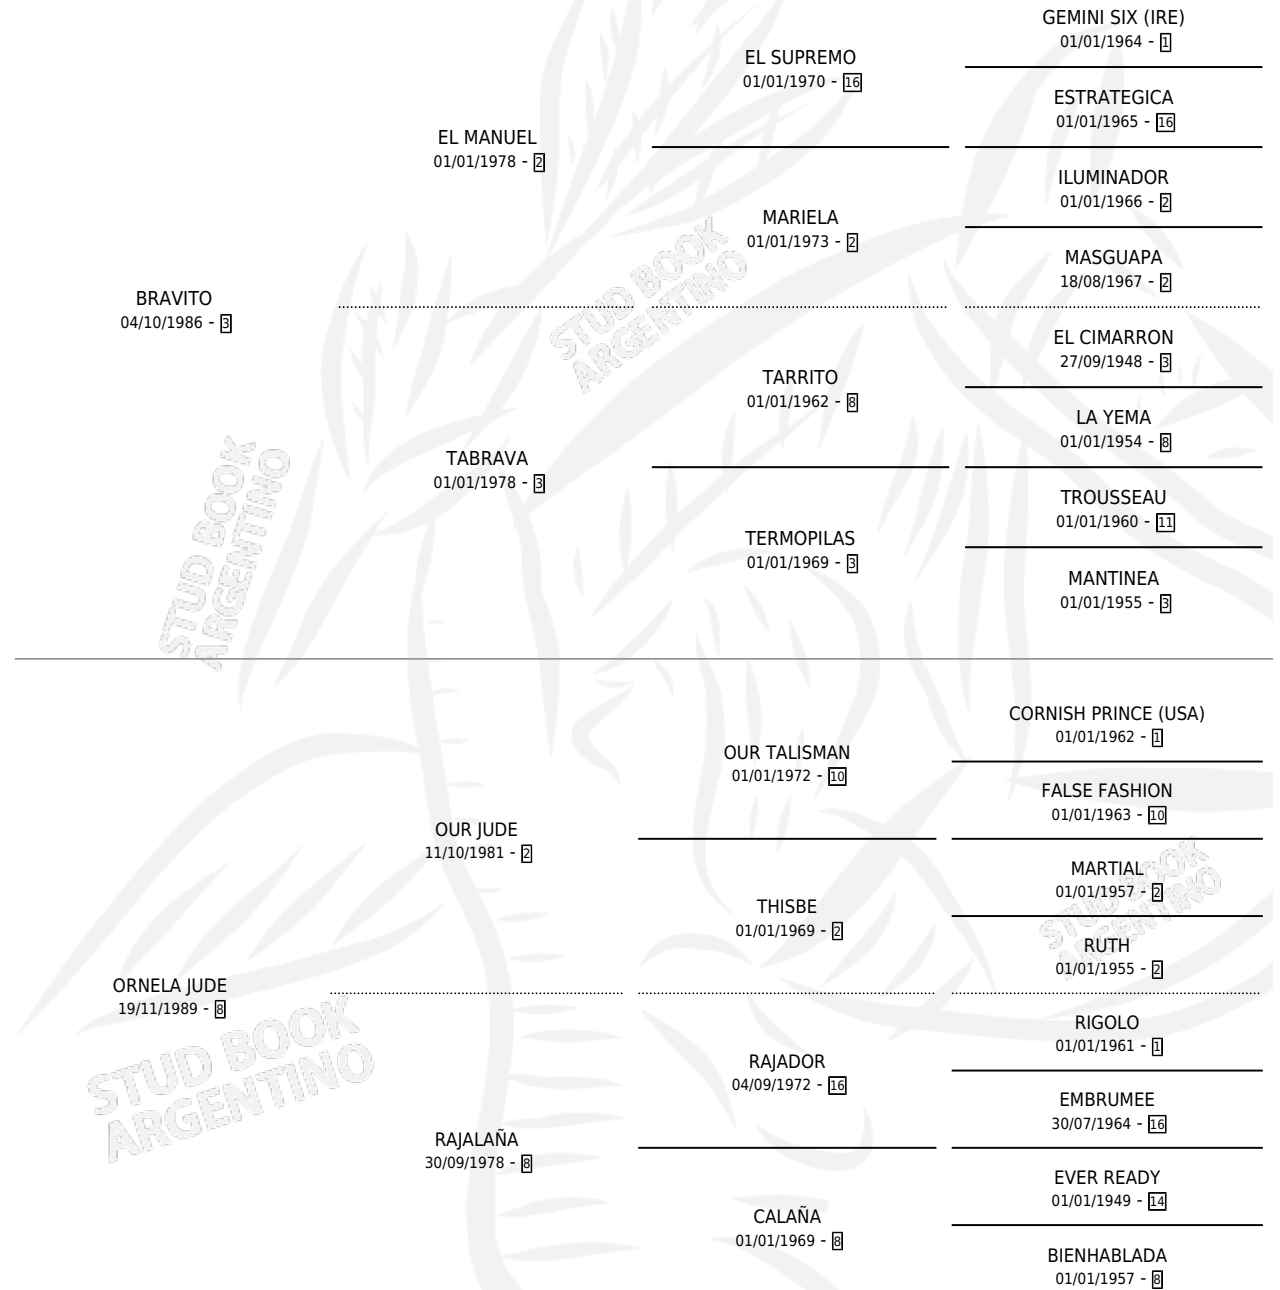 GEMINI SIX (IRE)
01/01/1964 - 1
EL SUPREMO
01/01/1970 - 16
ESTRATEGICA
01/01/1965 - 16
EL MANUEL
01/01/1978 - 2
ILUMINADOR
01/01/1966 - 2
MARIELA
01/01/1973 - 2
MASGUAPA
18/08/1967 - 2
BRAVITO
04/10/1986 - 3
EL CIMARRON
27/09/1948 - 3
TARRITO
01/01/1962 - 8
LA YEMA
01/01/1954 - 8
TABRAVA
01/01/1978 - 3
TROUSSEAU
01/01/1960 - 11
TERMOPILAS
01/01/1969 - 3
MANTINEA
01/01/1955 - 3
STUD BOOK
ARGENTINO
STUD BOOK
ARGENTINO
CORNISH PRINCE (USA)
01/01/1962 - 1
OUR TALISMAN
01/01/1972 - 10
FALSE FASHION
01/01/1963 - 10
OUR JUDE
11/10/1981 - 2
MARTIAL
01/01/1957 - 2
THISBE
01/01/1969 - 2
RUTH
01/01/1955 - 2
ORNELA JUDE
19/11/1989 - 8
RIGOLO
01/01/1961 - 1
RAJADOR
04/09/1972 - 16
EMBRUMEE
30/07/1964 - 16
RAJALAÑA
30/09/1978 - 8
EVER READY
01/01/1949 - 14
CALAÑA
01/01/1969 - 8
BIENHABLADA
01/01/1957 - 8
STUD BOOK
ARGENTINO
STUD BOOK
ARGENTINO